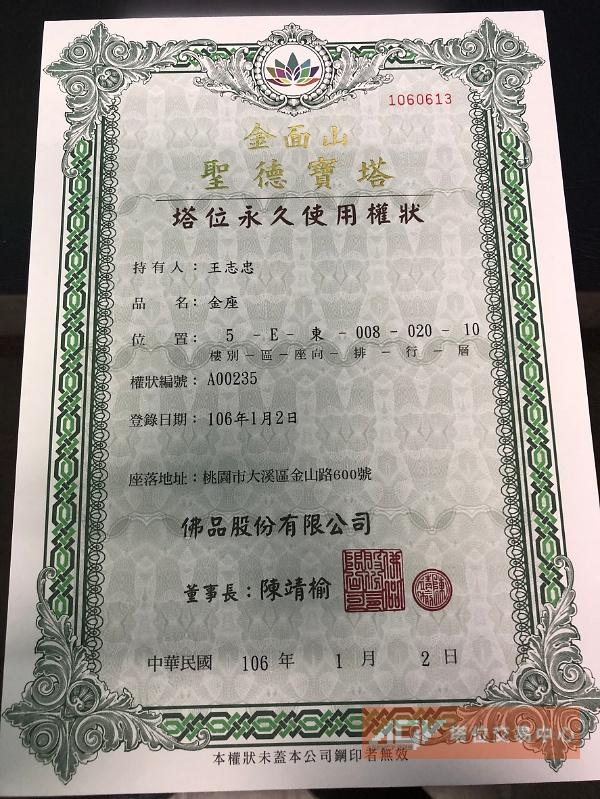 1060613
金面山
聖德寶塔
塔位永久使用權狀
持有人：王志忠
品名：金座
位置：5－E－東－008－020－10
樓別－區－座向－排－行－層
權狀編號：A00235
登錄日期：106年1月2日
座落地址：桃園市大溪區金山路600號
佛品股份有限公司
董事長：陳靖榆
中華民國 106 年 1 月 2 日
本權狀未蓋本公司鋼印者無效